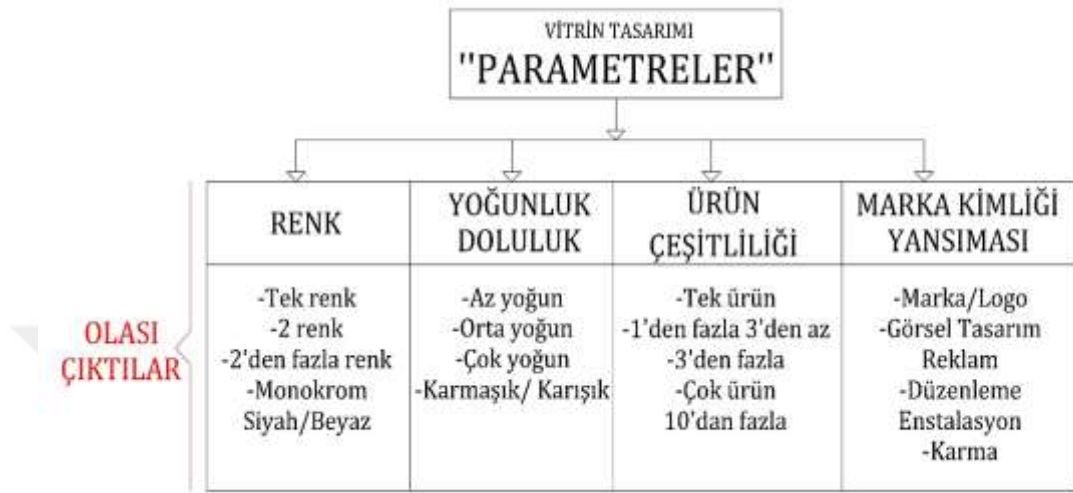 VİTRİN TASARIMI
"PARAMETRELER"
RENK
YOĞUNLUK
DOLULUK
ÜRÜN
ÇEŞİTLİLİĞİ
MARKA KİMLİĞİ
YANSIMASI
OLASI
ÇIKTILAR
-Tek renk
-2 renk
-2'den fazla renk
-Monokrom
Siyah/Beyaz
-Az yoğun
-Orta yoğun
-Çok yoğun
-Karmaşık/ Karışık
-Tek ürün
-1'den fazla 3'den az
-3'den fazla
-Çok ürün
10'dan fazla
-Marka/Logo
-Görsel Tasarım
Reklam
-Düzenleme
Enstalasyon
-Karma